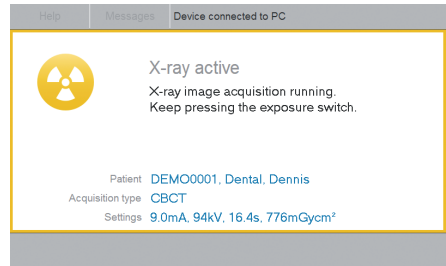 Help Messages Device connected to PC
X-ray active
X-ray image acquisition running.
Keep pressing the exposure switch.
Patient DEMO0001, Dental, Dennis
Acquisition type CBCT
Settings 9.0mA, 94kV, 16.4s, 776mGycm²